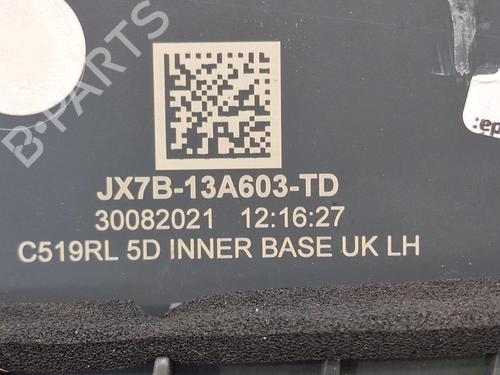 B-PARTS
JX7B-13A603-TD
30082021 12:16:27
C519RL 5D INNER BASE UK LH